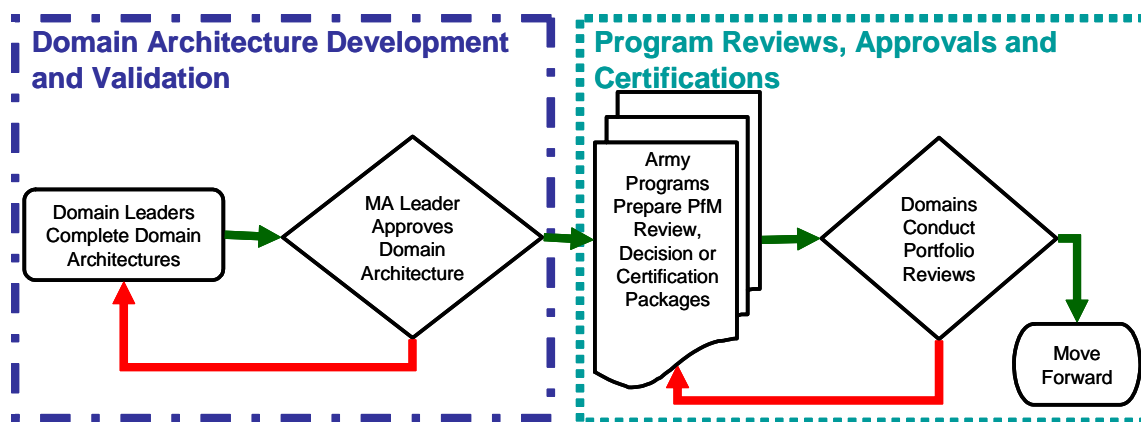 Domain Architecture Development
and Validation
Domain Leaders
Complete Domain
Architectures
MA Leader
Approves
Domain
Architecture
Program Reviews, Approvals and
Certifications
Army
Programs
Prepare PfM
Review,
Decision or
Certification
Packages
Domains
Conduct
Portfolio
Reviews
Move
Forward